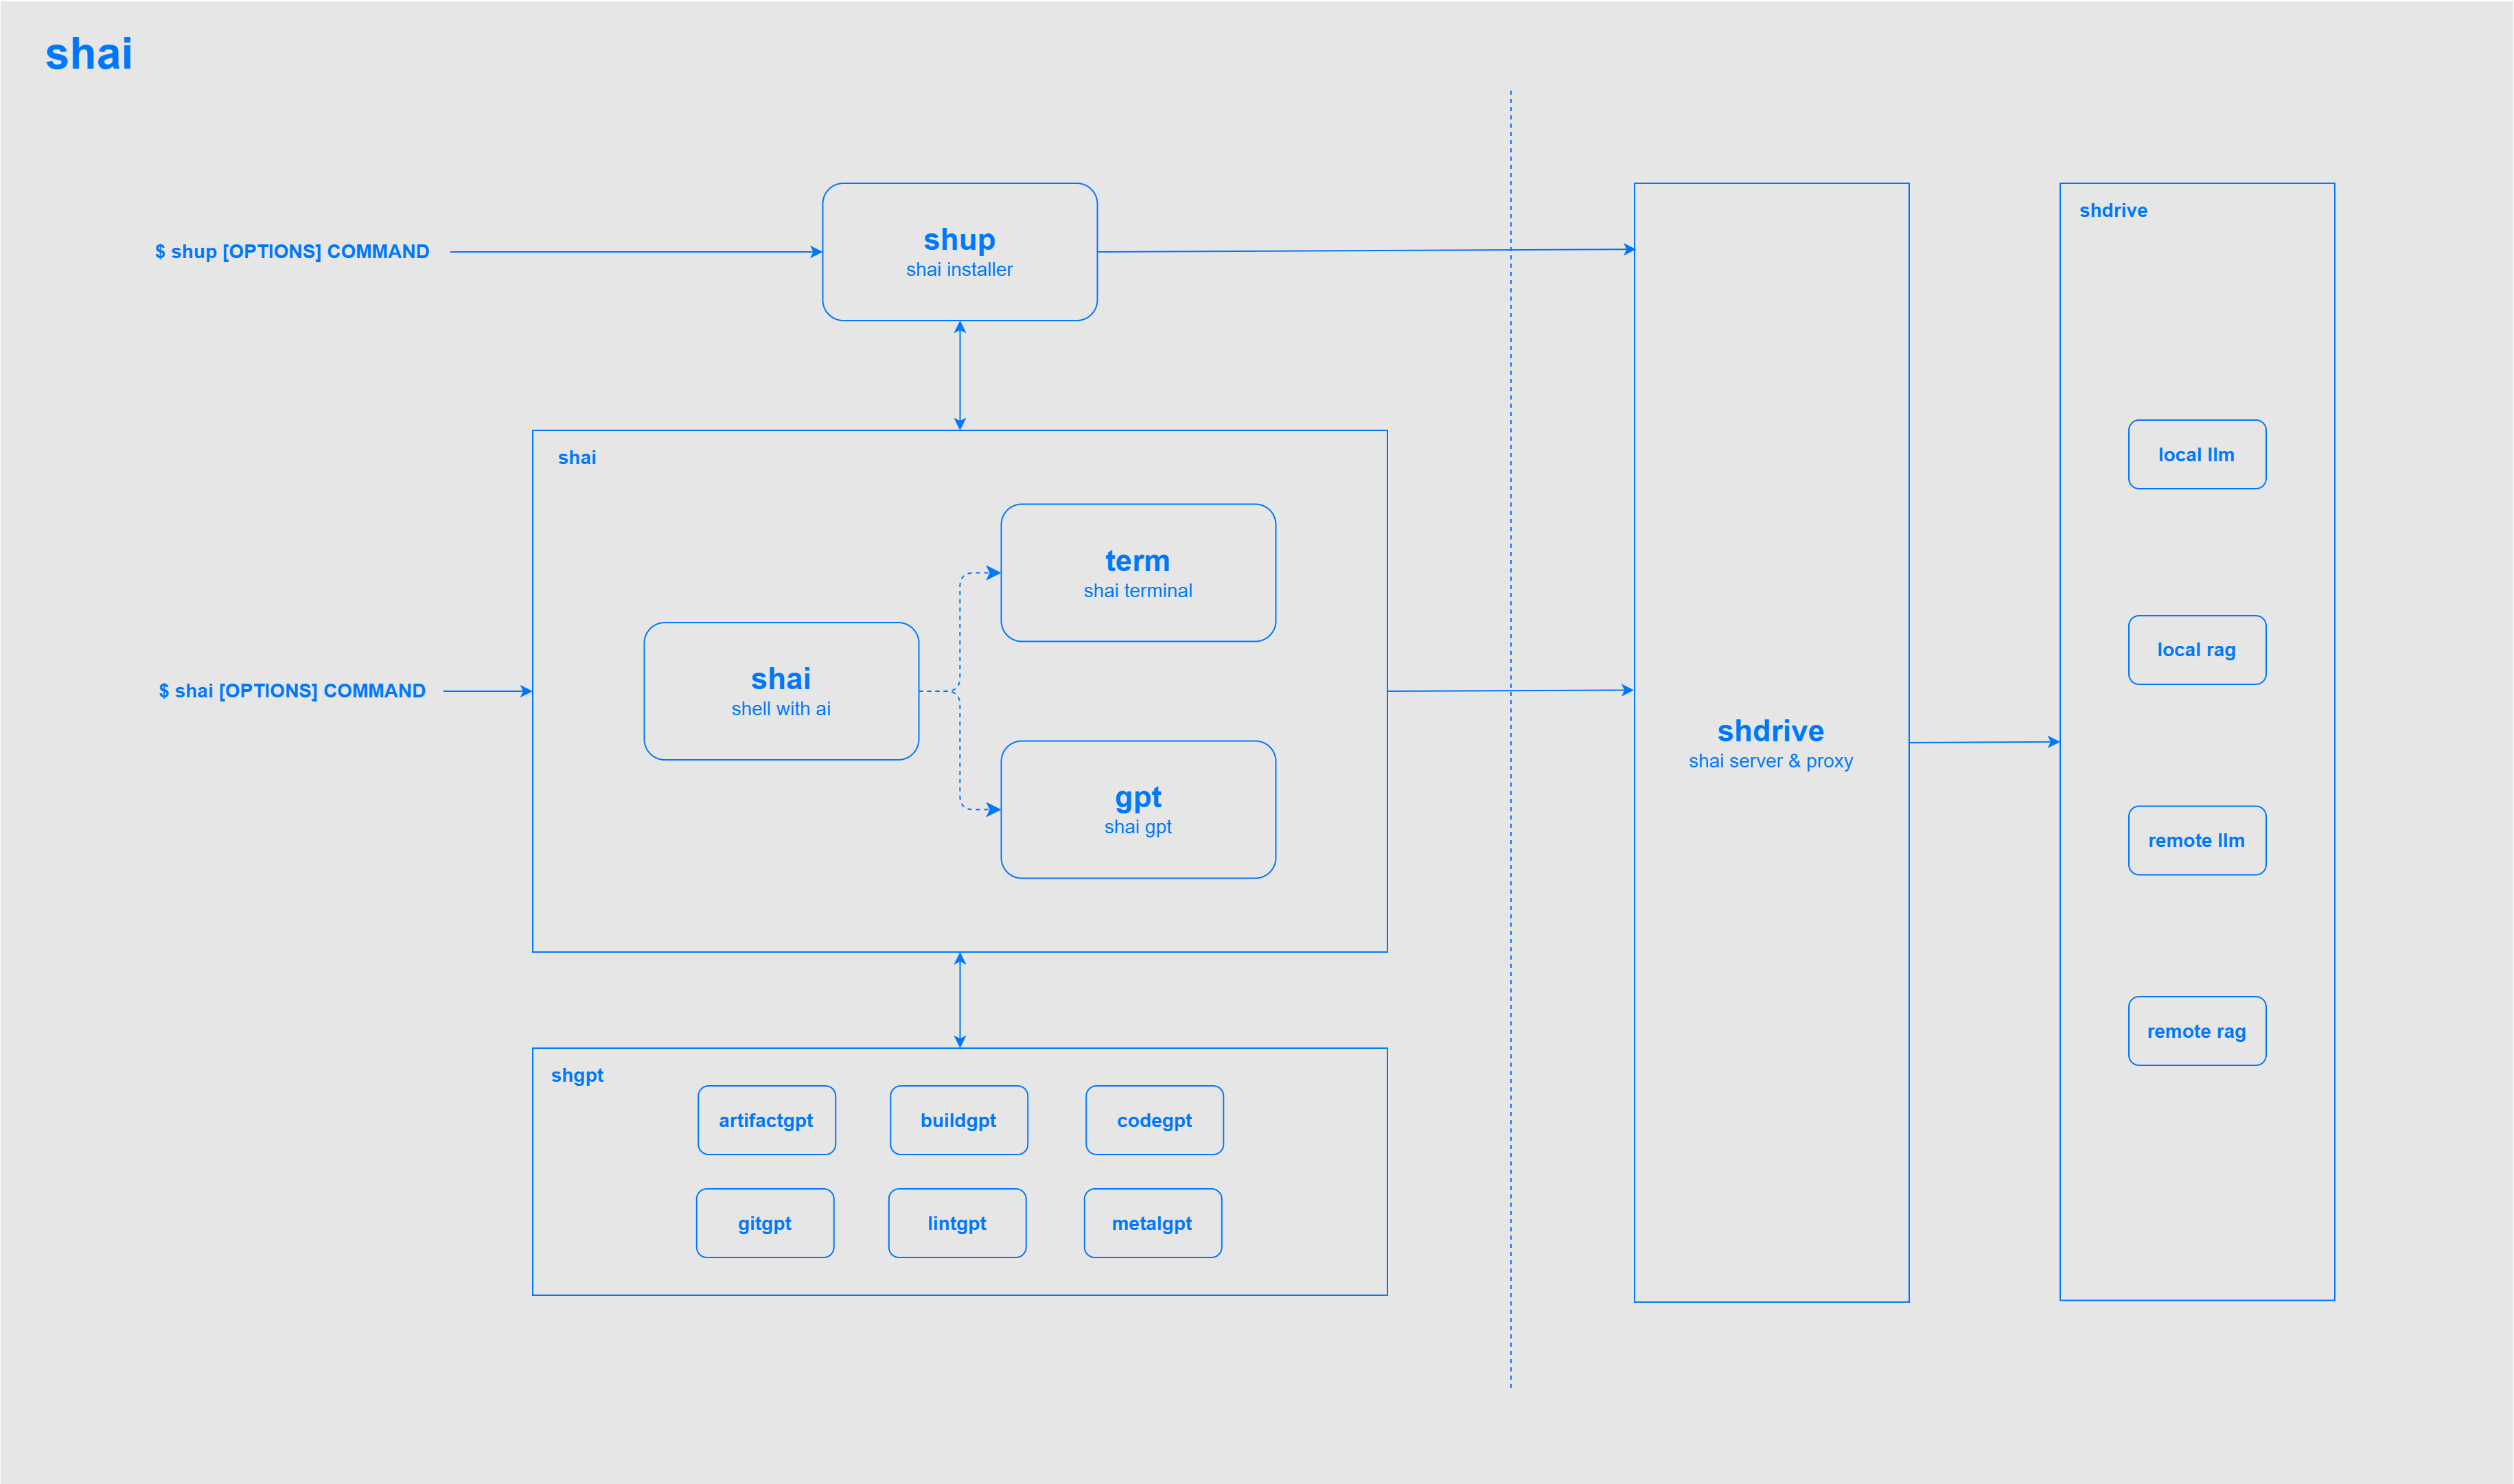 shai
$ shup [OPTIONS] COMMAND
shup
shai installer
shdrive
shai
local llm
term
shai terminal
local rag
$ shai [OPTIONS] COMMAND
shai
shell with ai
shdrive
shai server & proxy
gpt
shai gpt
remote llm
remote rag
shgpt
artifactgpt
buildgpt
codegpt
gitgpt
lintgpt
metalgpt